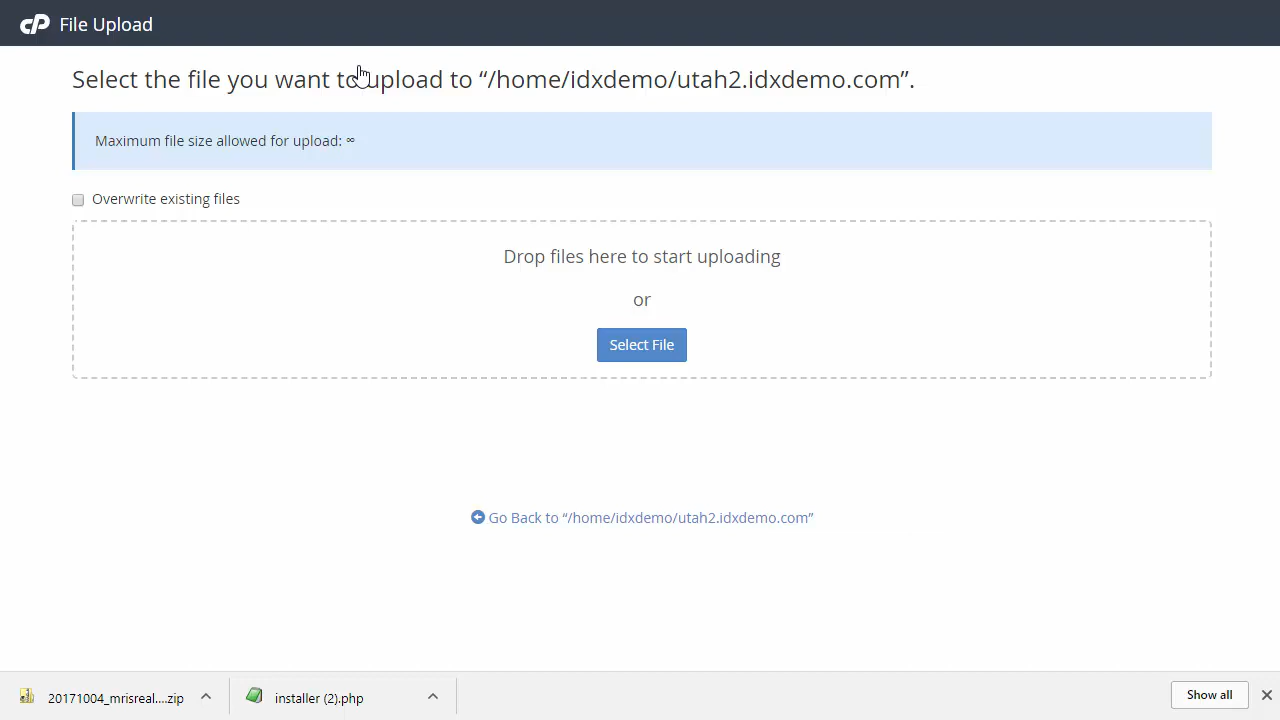 cP File Upload
Select the file you want to upload to “/home/idxdemo/utah2.idxdemo.com”.
Maximum file size allowed for upload: ∞
Overwrite existing files
Drop files here to start uploading
or
Select File
Go Back to “/home/idxdemo/utah2.idxdemo.com”
20171004_mrisreal....zip
installer (2).php
Show all